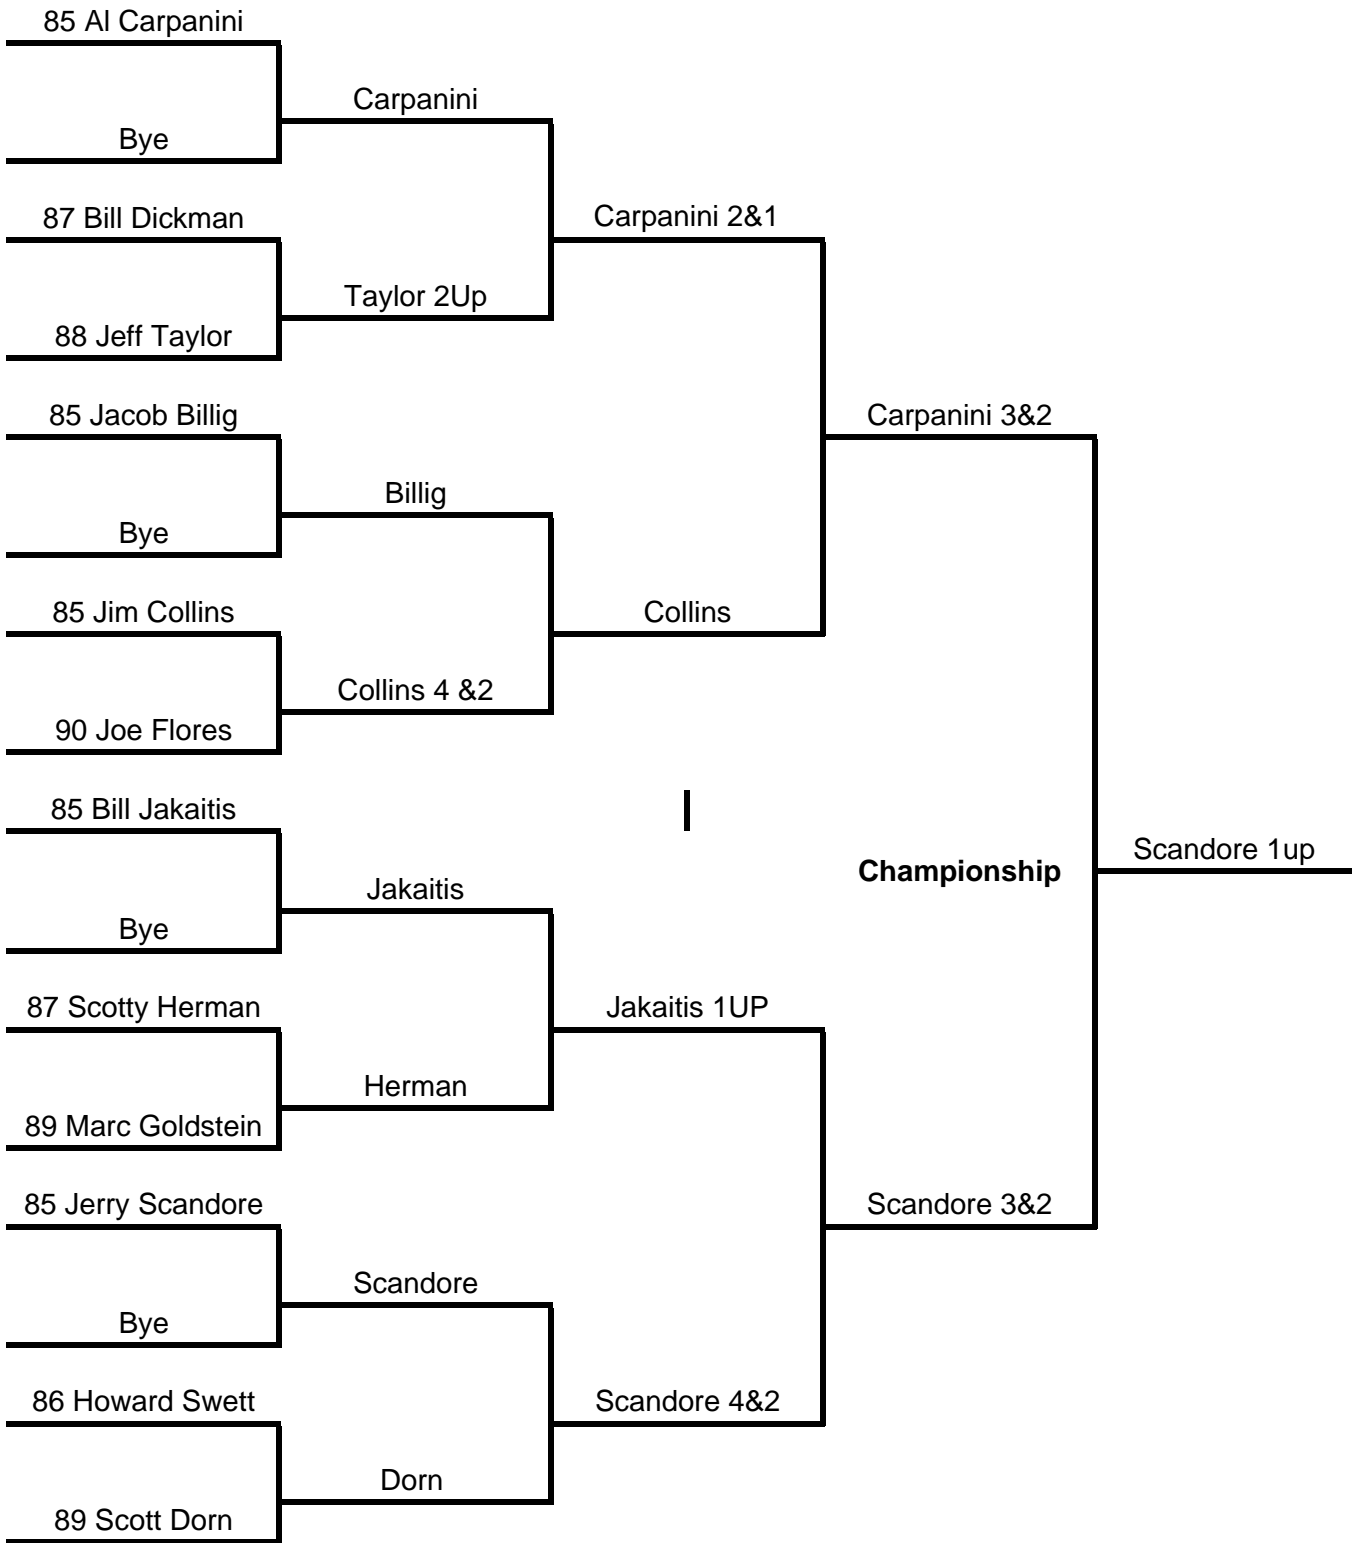 85 Al Carpanini
Carpanini
Bye
87 Bill Dickman
Carpanini 2&1
Taylor 2Up
88 Jeff Taylor
85 Jacob Billig
Carpanini 3&2
Billig
Bye
85 Jim Collins
Collins
Collins 4 &2
90 Joe Flores
85 Bill Jakaitis
Scandore 1up
Championship
Jakaitis
Bye
87 Scotty Herman
Jakaitis 1UP
Herman
89 Marc Goldstein
85 Jerry Scandore
Scandore 3&2
Scandore
Bye
86 Howard Swett
Scandore 4&2
Dorn
89 Scott Dorn